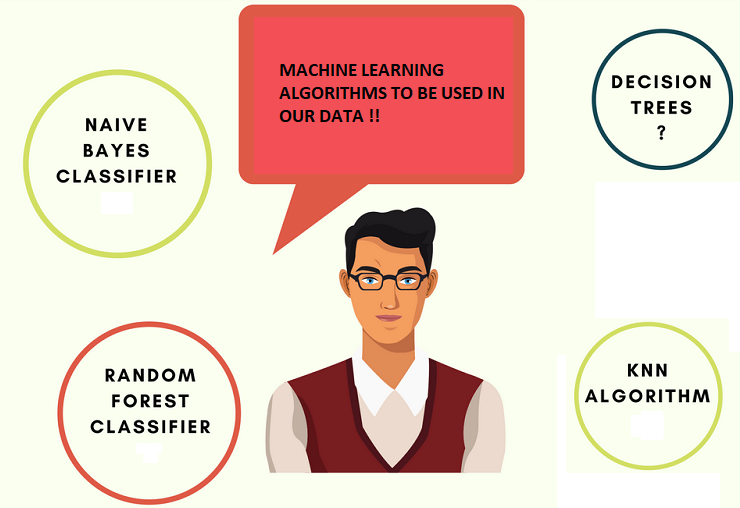 MACHINE LEARNING
ALGORITHMS TO BE USED IN
OUR DATA !!
NAIVE
BAYES
CLASSIFIER
DECISION
TREES
?
RANDOM
FOREST
CLASSIFIER
KNN
ALGORITHM